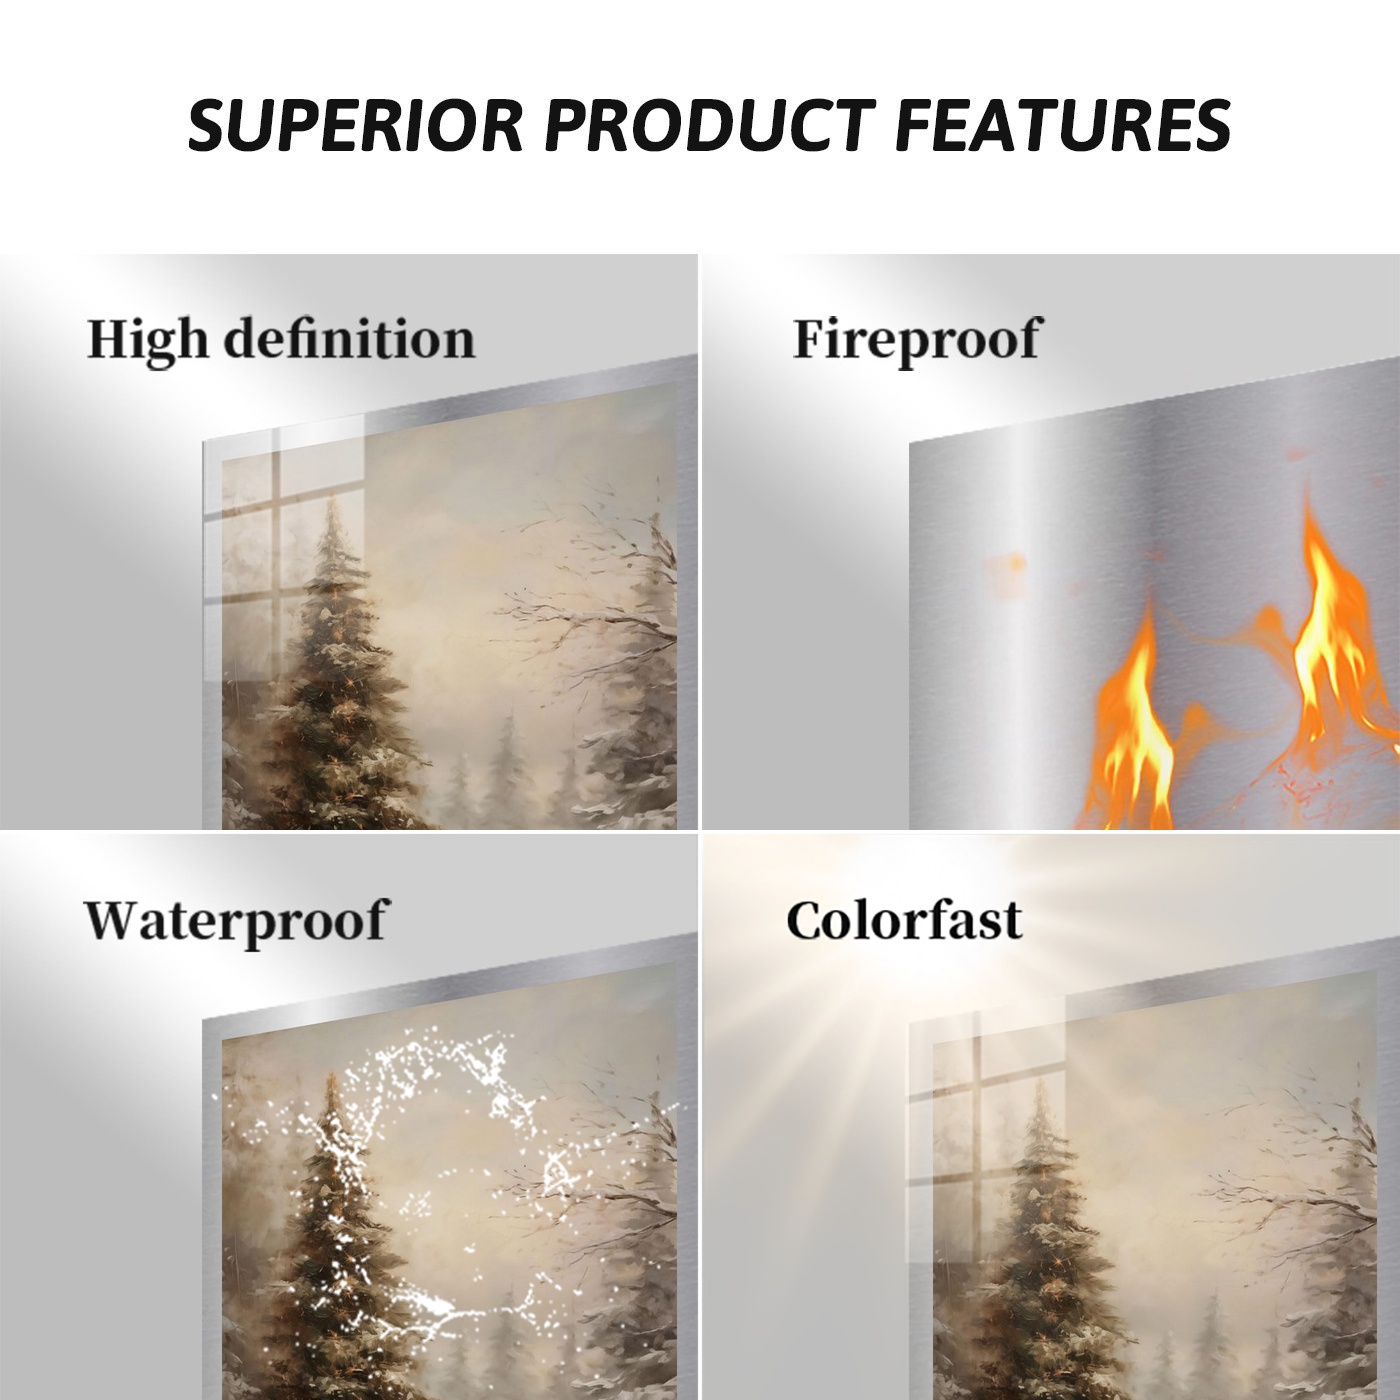 SUPERIOR PRODUCT FEATURES
High definition
Fireproof
Waterproof
Colorfast